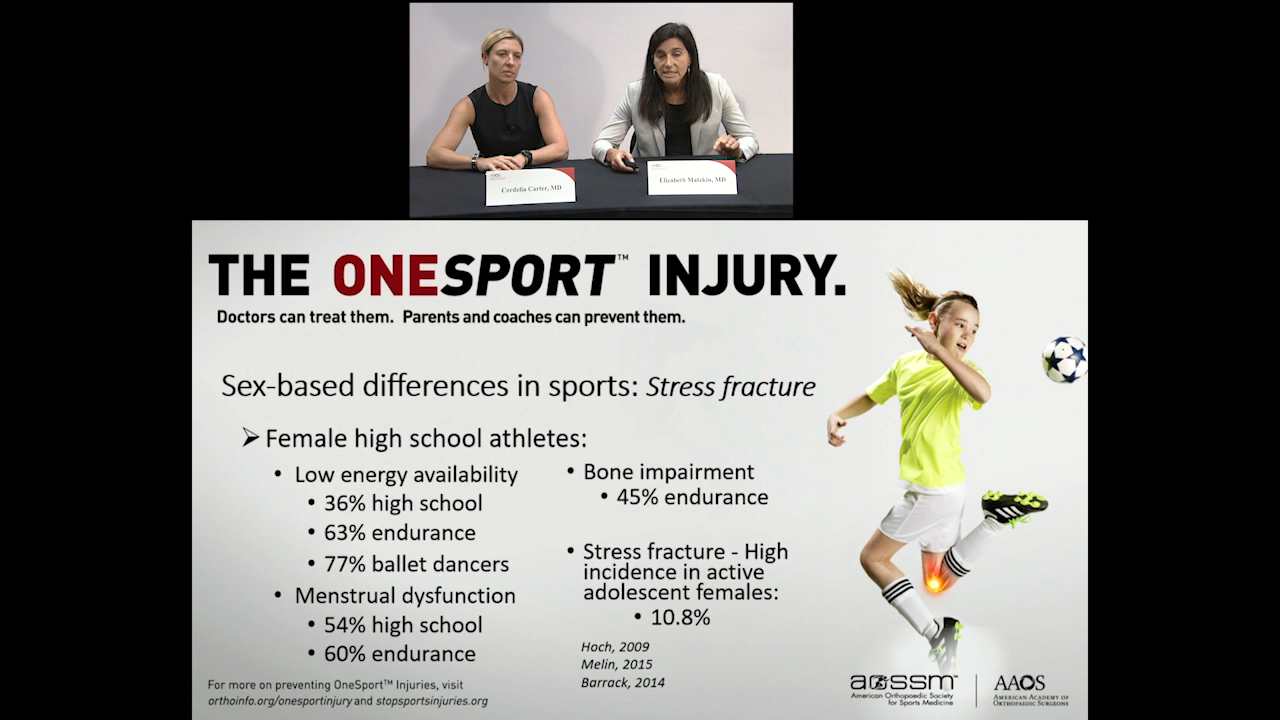 AAOS
Cordelia Carter, MD
Elizabeth Matzkin, MD
THE ONESPORT™ INJURY.
Doctors can treat them. Parents and coaches can prevent them.
Sex-based differences in sports: Stress fracture
➢ Female high school athletes:
• Low energy availability
• 36% high school
• 63% endurance
• 77% ballet dancers
• Menstrual dysfunction
• 54% high school
• 60% endurance
• Bone impairment
• 45% endurance
• Stress fracture - High
incidence in active
adolescent females:
• 10.8%
Hoch, 2009
Melin, 2015
Barrack, 2014
For more on preventing OneSport™ Injuries, visit
orthoinfo.org/onesportinjury and stopsportsinjuries.org
aossm™
American Orthopaedic Society
for Sports Medicine
AAOS
AMERICAN ACADEMY OF
ORTHOPAEDIC SURGEONS